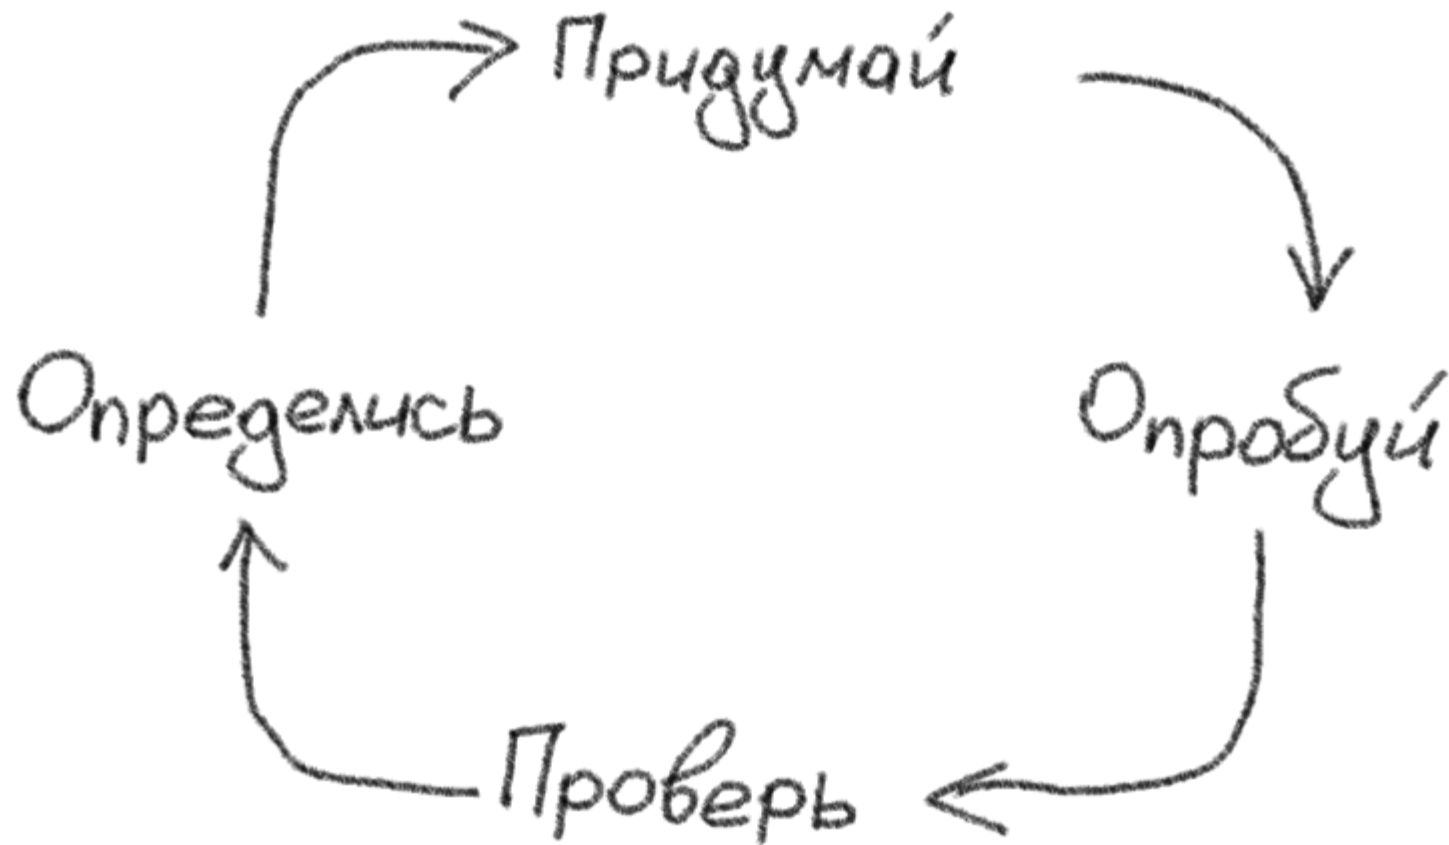 Придумай
Определись
Опробуй
Проверь